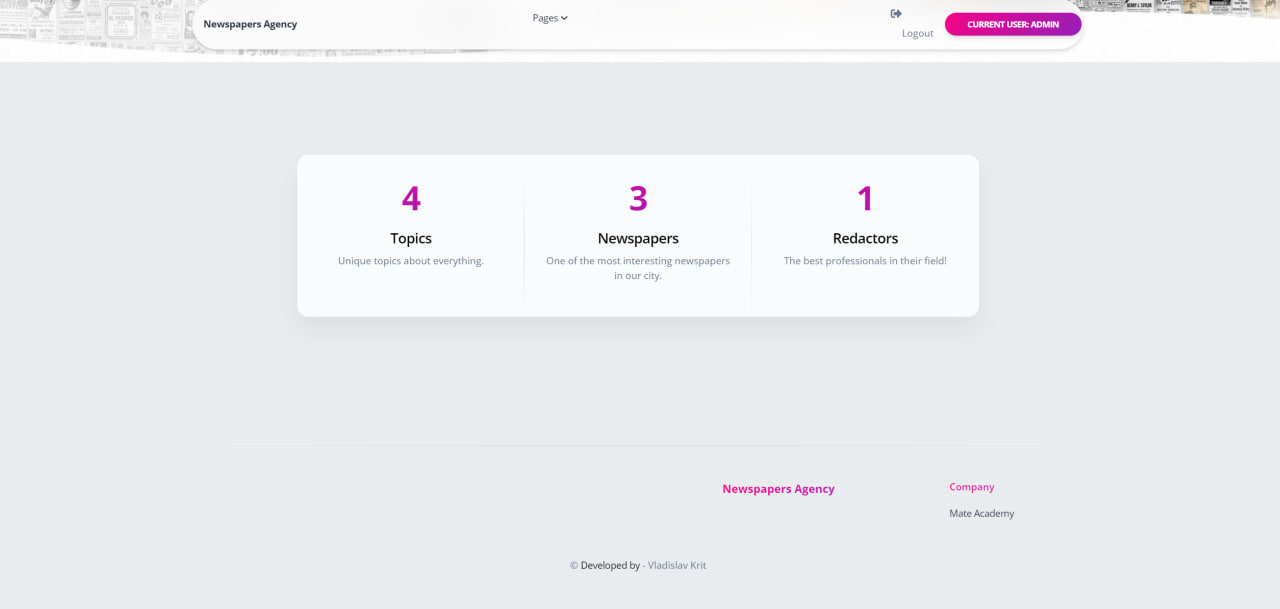 Newspapers Agency
Pages
Logout
CURRENT USER: ADMIN
4
Topics
Unique topics about everything.
3
Newspapers
One of the most interesting newspapers
in our city.
1
Redactors
The best professionals in their field!
Newspapers Agency
Company
Mate Academy
© Developed by - Vladislav Krit